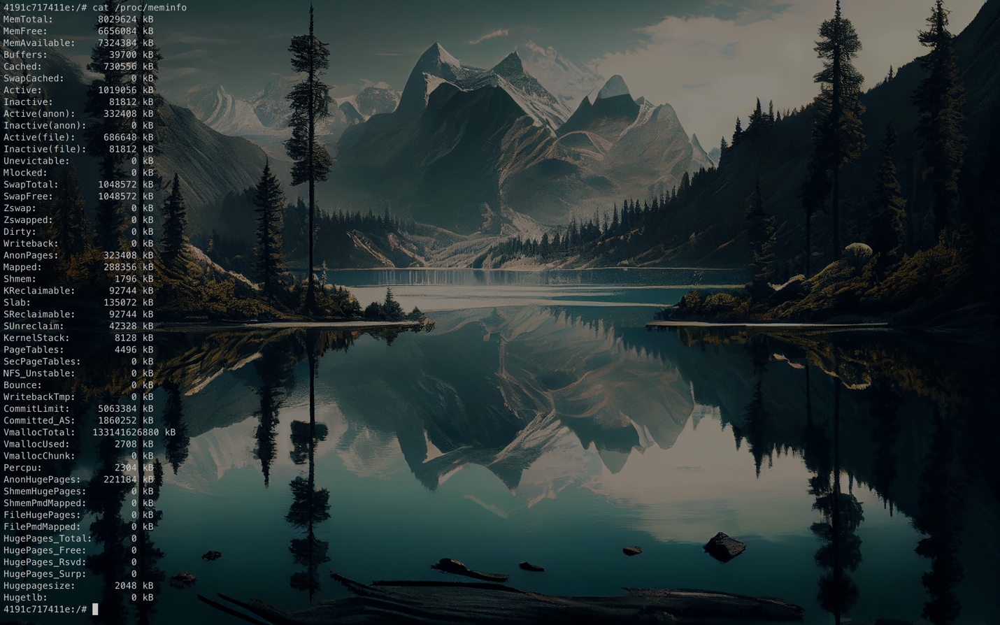 4191c717411e:/# cat /proc/meminfo
MemTotal:        8029624 kB
MemFree:         6656084 kB
MemAvailable:    7324384 kB
Buffers:           39700 kB
Cached:           730556 kB
SwapCached:            0 kB
Active:          1019056 kB
Inactive:          81812 kB
Active(anon):     332408 kB
Inactive(anon):        0 kB
Active(file):     686648 kB
Inactive(file):    81812 kB
Unevictable:           0 kB
Mlocked:               0 kB
SwapTotal:       1048572 kB
SwapFree:        1048572 kB
Zswap:                 0 kB
Zswapped:              0 kB
Dirty:                 0 kB
Writeback:             0 kB
AnonPages:        323408 kB
Mapped:           288356 kB
Shmem:              1796 kB
KReclaimable:      92744 kB
Slab:             135072 kB
SReclaimable:      92744 kB
SUnreclaim:        42328 kB
KernelStack:        8128 kB
PageTables:         4496 kB
SecPageTables:         0 kB
NFS_Unstable:          0 kB
Bounce:                0 kB
WritebackTmp:          0 kB
CommitLimit:     5063384 kB
Committed_AS:    1860252 kB
VmallocTotal:   133141626880 kB
VmallocUsed:        2708 kB
VmallocChunk:          0 kB
Percpu:             2304 kB
AnonHugePages:    221184 kB
ShmemHugePages:        0 kB
ShmemPmdMapped:        0 kB
FileHugePages:         0 kB
FilePmdMapped:         0 kB
HugePages_Total:       0
HugePages_Free:        0
HugePages_Rsvd:        0
HugePages_Surp:        0
Hugepagesize:       2048 kB
Hugetlb:               0 kB
4191c717411e:/#